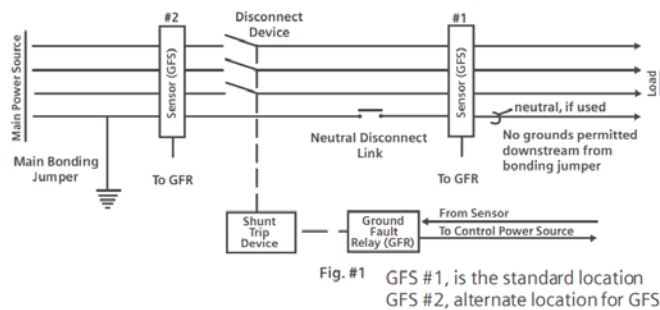 #2
Disconnect
Device
#1
Main Power Source
Sensor (GFS)
Sensor (GFS)
Load
neutral, if used
Main Bonding
Jumper
To GFR
Neutral Disconnect
Link
To GFR
No grounds permitted
downstream from
bonding jumper
Shunt
Trip
Device
Ground
Fault
Relay (GFR)
From Sensor
To Control Power Source
Fig. #1
GFS #1, is the standard location
GFS #2, alternate location for GFS